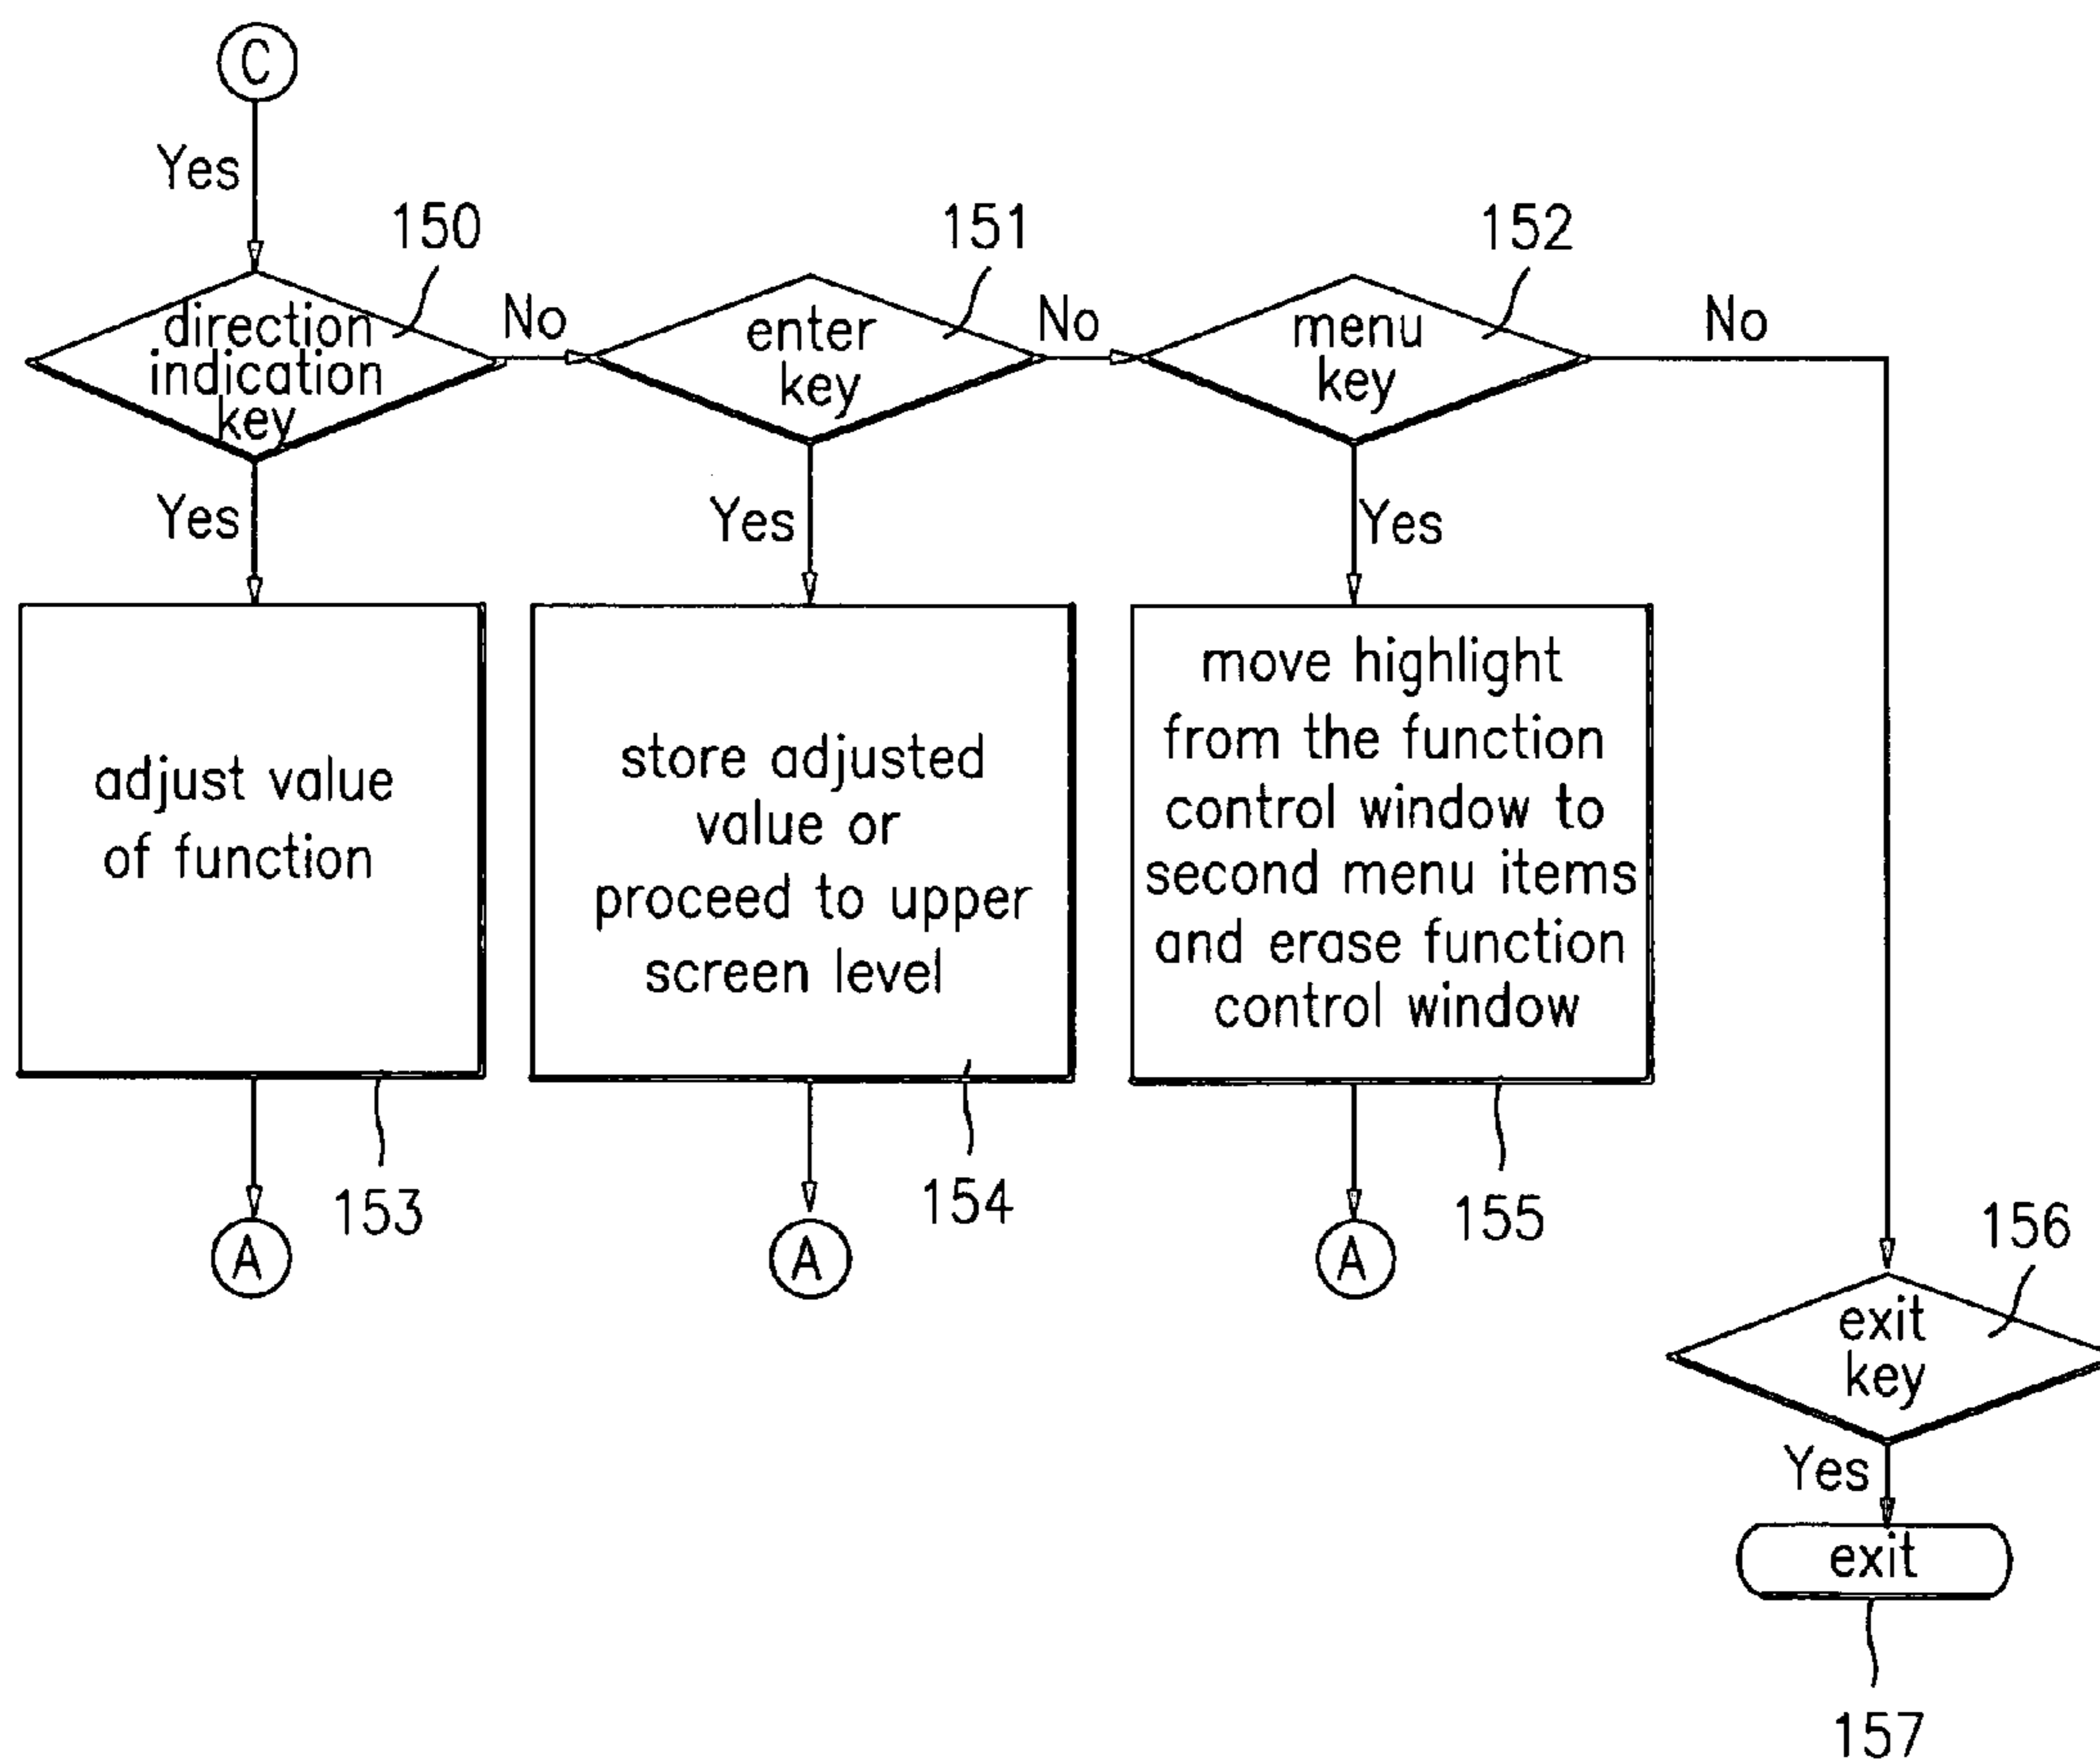 C
Yes
150
151
152
direction
indication
key
No
enter
key
No
menu
key
No
Yes
Yes
Yes
adjust value
of function
store adjusted
value or
proceed to upper
screen level
move highlight
from the function
control window to
second menu items
and erase function
control window
153
154
155
A
A
A
156
exit
key
Yes
exit
157